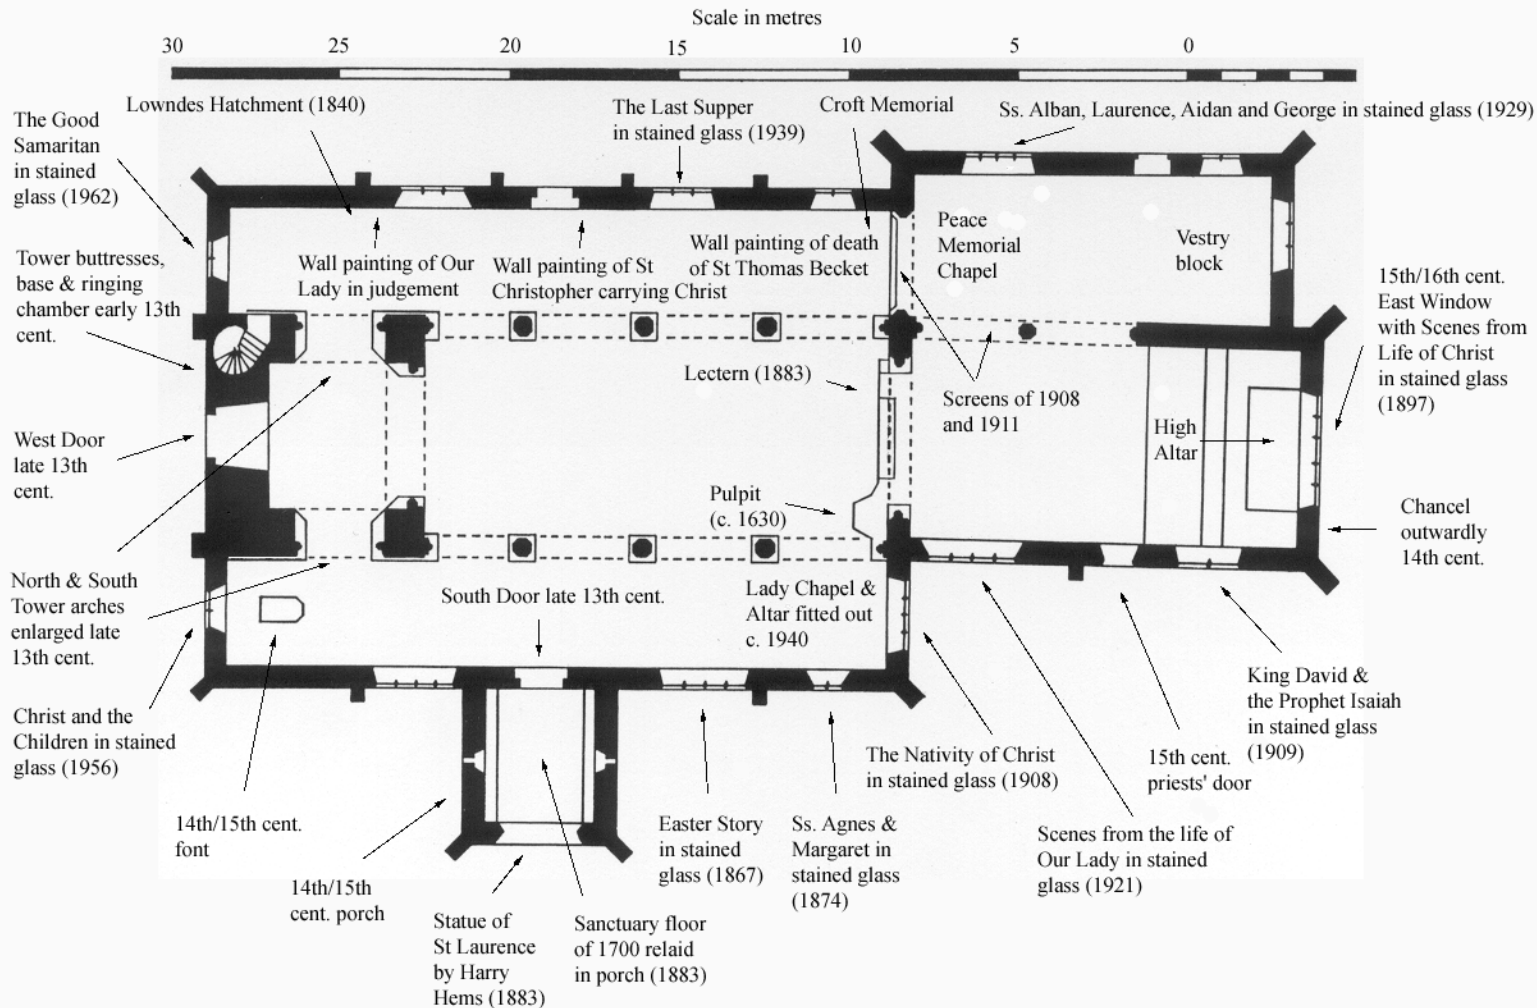 Scale in metres
30 25 20 15 10 5 0
Lowndes Hatchment (1840)
The Last Supper
in stained glass (1939)
Croft Memorial
Ss. Alban, Laurence, Aidan and George in stained glass (1929)
The Good
Samaritan
in stained
glass (1962)
Tower buttresses,
base & ringing
chamber early 13th
cent.
Wall painting of Our
Lady in judgement
Wall painting of St
Christopher carrying Christ
Wall painting of death
of St Thomas Becket
Peace
Memorial
Chapel
Vestry
block
15th/16th cent.
East Window
with Scenes from
Life of Christ
in stained glass
(1897)
Lectern (1883)
Screens of 1908
and 1911
High
Altar
West Door
late 13th
cent.
Pulpit
(c. 1630)
Chancel
outwardly
14th cent.
North & South
Tower arches
enlarged late
13th cent.
South Door late 13th cent.
Lady Chapel &
Altar fitted out
c. 1940
King David &
the Prophet Isaiah
in stained glass
(1909)
Christ and the
Children in stained
glass (1956)
The Nativity of Christ
in stained glass (1908)
15th cent.
priests' door
14th/15th cent.
font
14th/15th
cent. porch
Statue of
St Laurence
by Harry
Hems (1883)
Sanctuary floor
of 1700 relaid
in porch (1883)
Easter Story
in stained
glass (1867)
Ss. Agnes &
Margaret in
stained glass
(1874)
Scenes from the life of
Our Lady in stained
glass (1921)